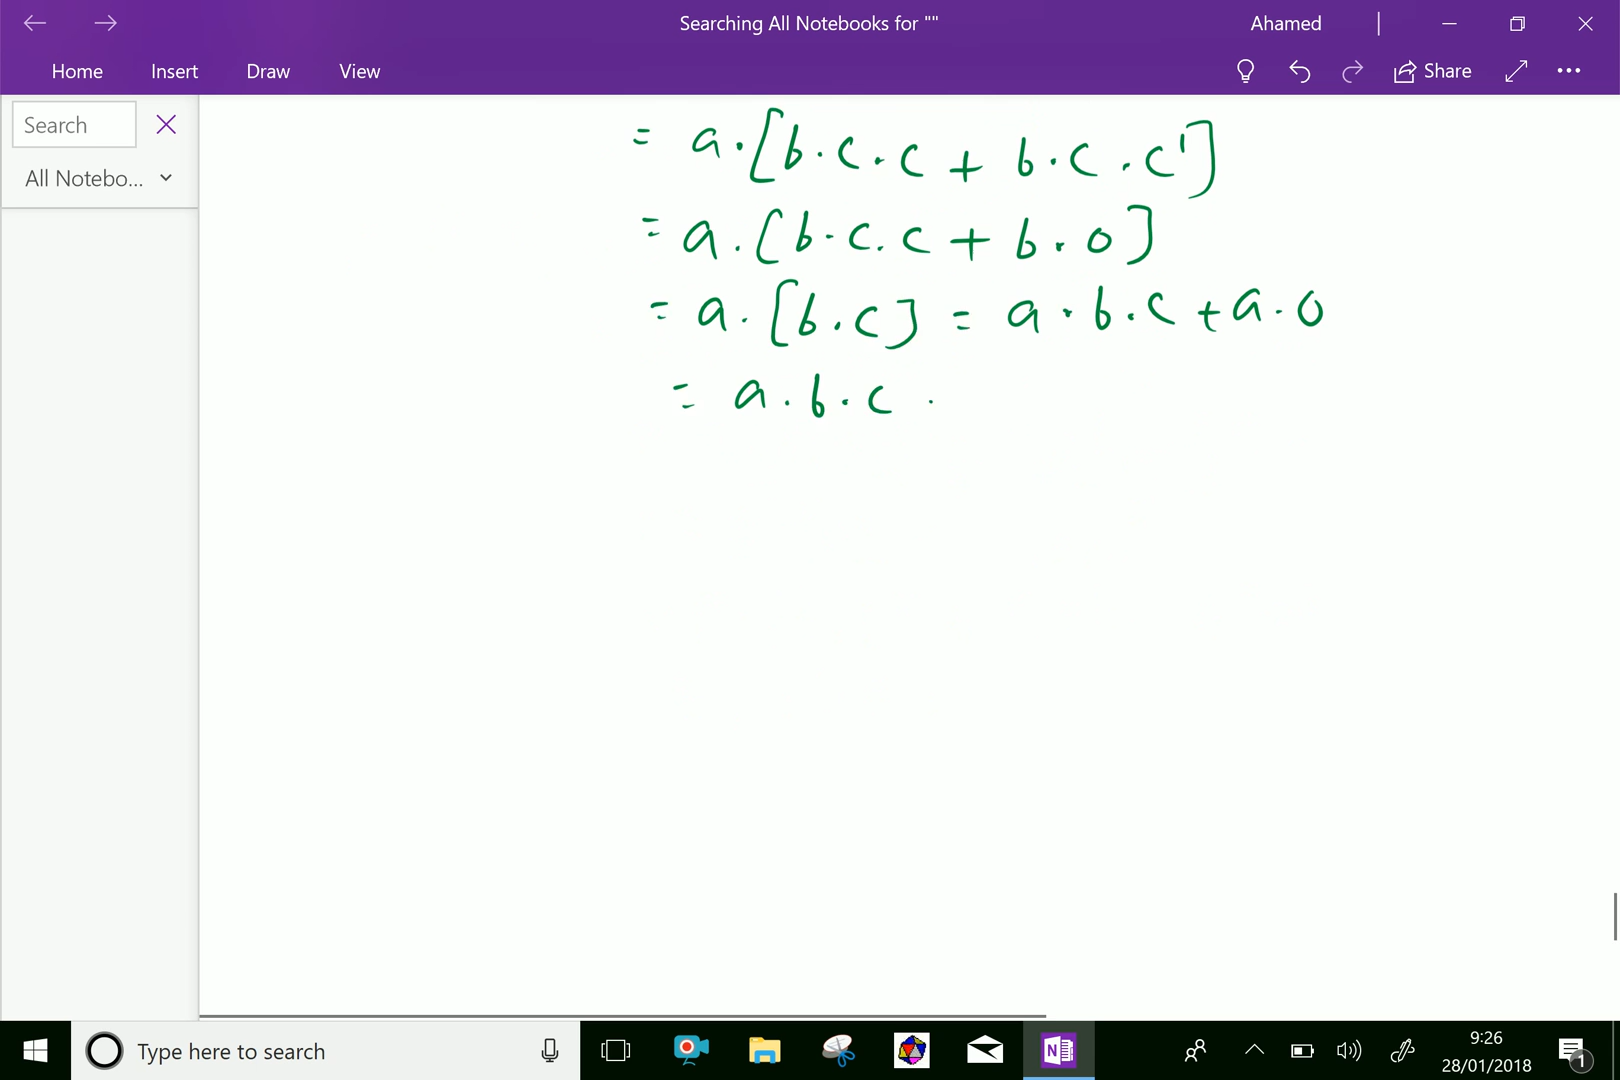 Searching All Notebooks for ""
Ahamed
Home Insert Draw View
Share
Search
All Notebo...
= a.[b.c.c + b.c.c']
= a.[b.c.c + b.0]
= a.[b.c] = a.b.c + a.0
= a.b.c.
Type here to search
N
9:26
28/01/2018
1